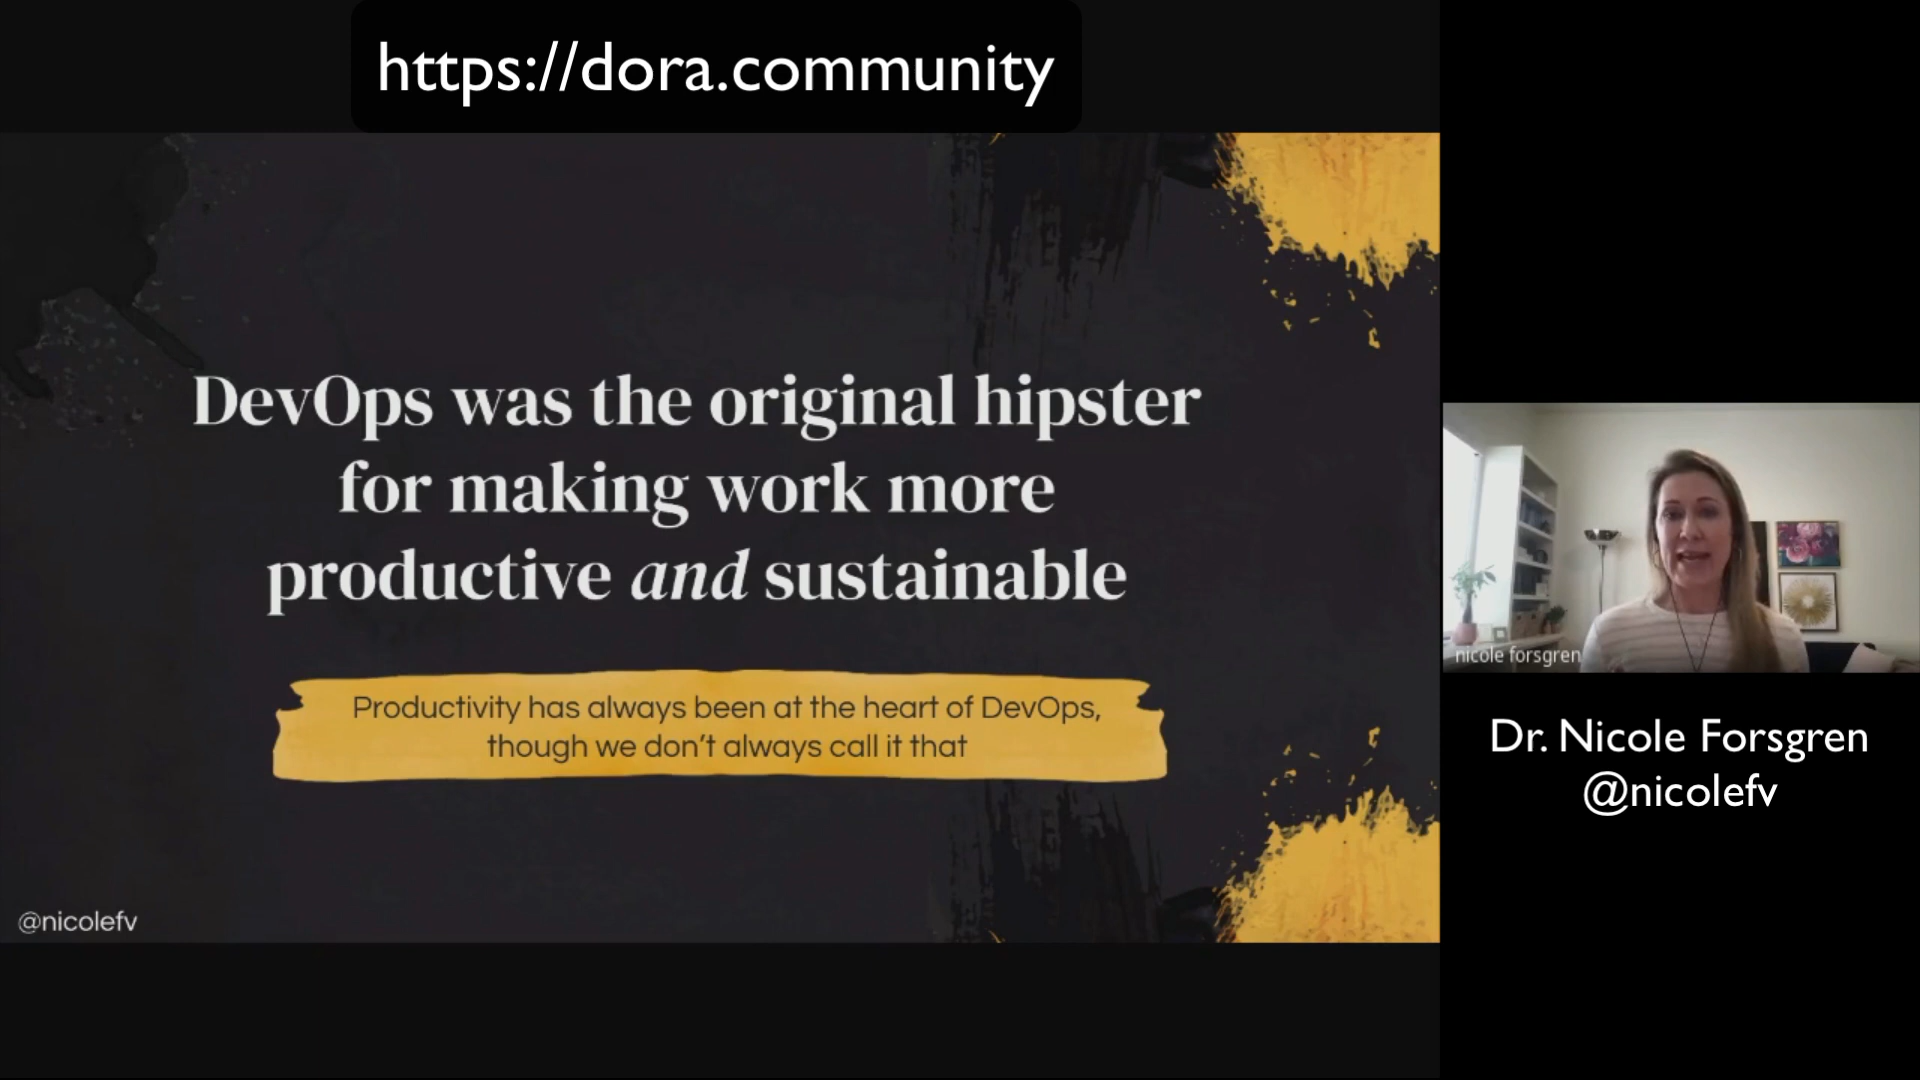 https://dora.community
DevOps was the original hipster
for making work more
productive and sustainable
Productivity has always been at the heart of DevOps,
though we don’t always call it that
@nicolefv
nicole forsgren
Dr. Nicole Forsgren
@nicolefv